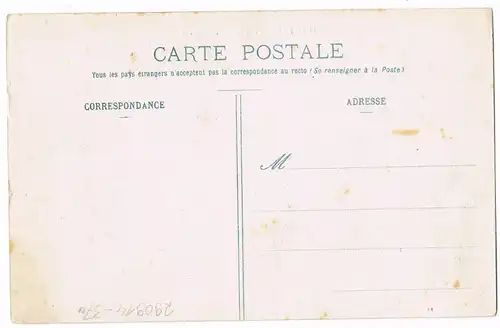 CARTE POSTALE
Tous les pays étrangers n'acceptent pas la correspondance au recto (Se renseigner à la Poste)
CORRESPONDANCE
ADRESSE
M